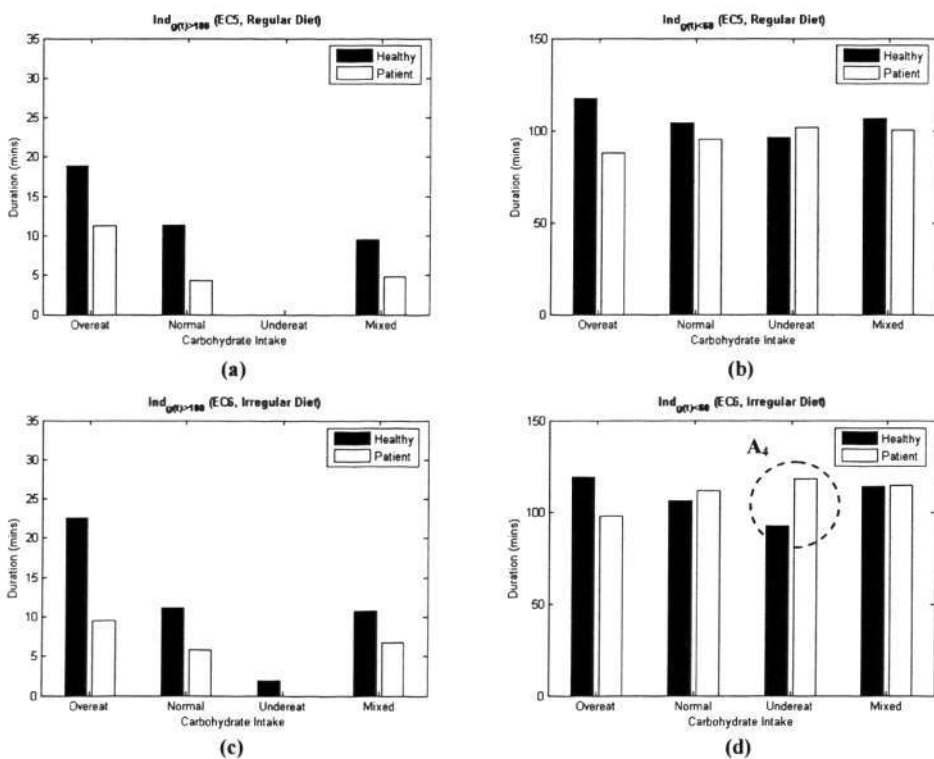 Ind g(t)>180 (EC5, Regular Diet)
35
30
25
20
15
10
5
0
Duration (mins)
Healthy
Patient
Overeat Normal Undereat Mixed
Carbohydrate Intake
(a)
Ind g(t)<60 (EC5, Regular Diet)
150
100
50
0
Duration (mins)
Healthy
Patient
Overeat Normal Undereat Mixed
Carbohydrate Intake
(b)
Ind g(t)>180 (EC6, Irregular Diet)
35
30
25
20
15
10
5
0
Duration (mins)
Healthy
Patient
Overeat Normal Undereat Mixed
Carbohydrate Intake
(c)
Ind g(t)<60 (EC6, Irregular Diet)
150
100
50
0
Duration (mins)
A4
Healthy
Patient
Overeat Normal Undereat Mixed
Carbohydrate Intake
(d)